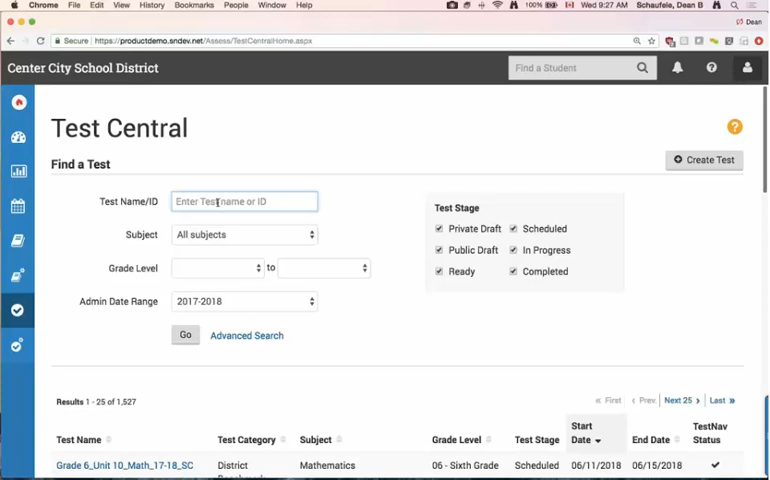 Chrome File Edit View History Bookmarks People Window Help 100% Wed 9:27 AM Schaufele, Dean B
Dean
Secure https://productdemo.sndev.net/Assess/TestCentralHome.aspx
Center City School District Find a Student
Test Central
Find a Test Create Test
Test Name/ID Enter Test name or ID
Test Stage
Private Draft Scheduled
Subject All subjects
Public Draft In Progress
Grade Level to
Ready Completed
Admin Date Range 2017-2018
Go Advanced Search
Results 1 - 25 of 1,527 « First ‹ Prev Next 25 › Last »
Test Name Test Category Subject Grade Level Test Stage Start Date End Date TestNav Status
Grade 6_Unit 10_Math_17-18_SC District Mathematics 06 - Sixth Grade Scheduled 06/11/2018 06/15/2018